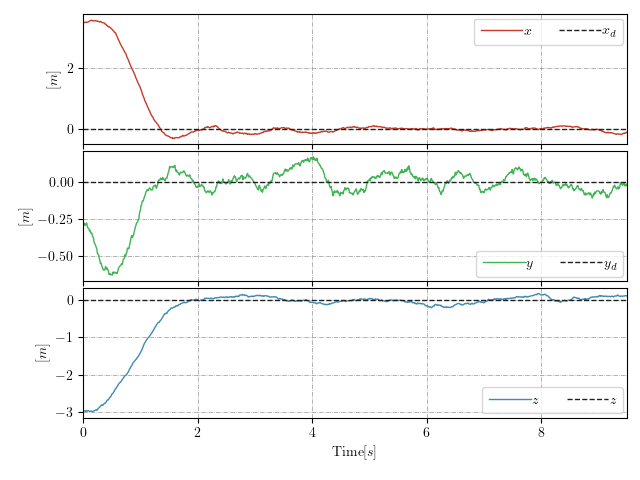 2
0
[m]
x x_d
0.00
−0.25
−0.50
[m]
y y_d
0
−1
−2
−3
[m]
z z
0 2 4 6 8
Time[s]